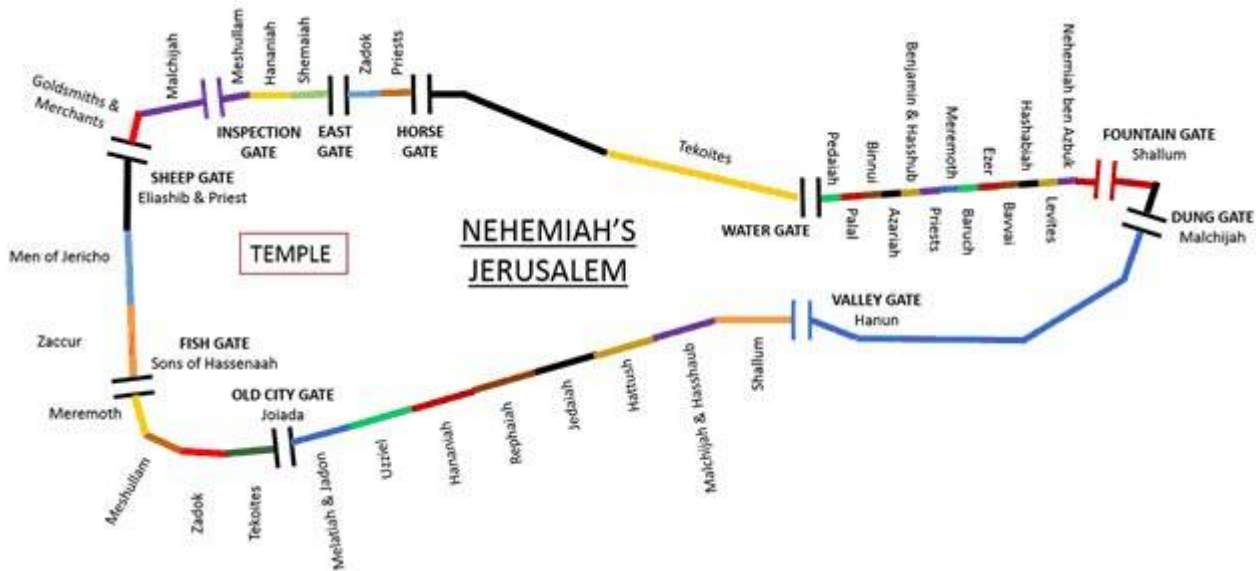 Goldsmiths &
Merchants
Malchijah
Meshullam
Hananiah
Shemaiah
Zadok
Priests
INSPECTION
GATE
EAST
GATE
HORSE
GATE
SHEEP GATE
Eliashib & Priest
Tekoites
Pedaiah
Binnui
Benjamin & Hasshub
Meremoth
Ezer
Hashabiah
Nehemiah ben Azbuk
FOUNTAIN GATE
Shallum
WATER GATE
Palal
Azariah
Priests
Baruch
Bavvai
Levites
DUNG GATE
Malchijah
Men of Jericho
TEMPLE
NEHEMIAH'S
JERUSALEM
VALLEY GATE
Hanun
Zaccur
FISH GATE
Sons of Hassenaah
Meremoth
OLD CITY GATE
Joiada
Meshullam
Zadok
Tekoites
Melatiah & Jadon
Uzziel
Hananiah
Rephaiah
Jedaiah
Hattush
Malchijah & Hasshaub
Shallum